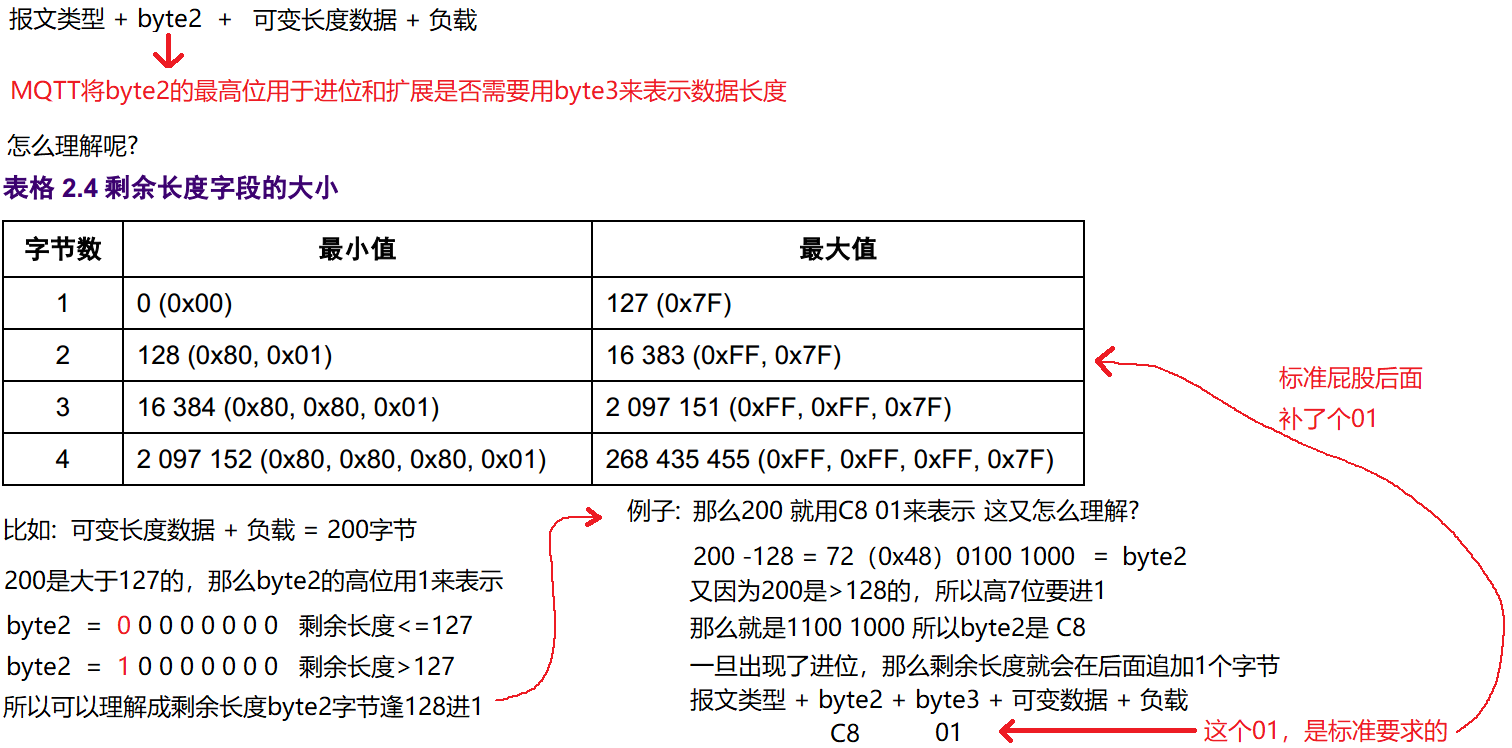 报文类型 + byte2 + 可变长度数据 + 负载
MQTT将byte2的最高位用于进位和扩展是否需要用byte3来表示数据长度
怎么理解呢?
表格 2.4 剩余长度字段的大小
字节数 最小值 最大值
1 0 (0x00) 127 (0x7F)
2 128 (0x80, 0x01) 16 383 (0xFF, 0x7F)
3 16 384 (0x80, 0x80, 0x01) 2 097 151 (0xFF, 0xFF, 0x7F)
4 2 097 152 (0x80, 0x80, 0x80, 0x01) 268 435 455 (0xFF, 0xFF, 0xFF, 0x7F)
标准屁股后面
补了个01
比如: 可变长度数据 + 负载 = 200字节
200是大于127的，那么byte2的高位用1来表示
byte2 = 0 0 0 0 0 0 0 0 剩余长度<=127
byte2 = 1 0 0 0 0 0 0 0 剩余长度>127
所以可以理解成剩余长度byte2字节逢128进1
例子: 那么200 就用C8 01来表示 这又怎么理解?
200 -128 = 72（0x48）0100 1000 = byte2
又因为200是>128的，所以高7位要进1
那么就是1100 1000 所以byte2是 C8
一旦出现了进位，那么剩余长度就会在后面追加1个字节
报文类型 + byte2 + byte3 + 可变数据 + 负载
C8 01
这个01，是标准要求的